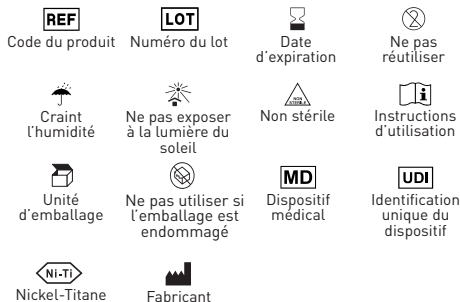 REF LOT
Code du produit Numéro du lot Date d'expiration Ne pas réutiliser
NON STERILE
Craint l'humidité Ne pas exposer à la lumière du soleil Non stérile Instructions d'utilisation
MD UDI
Unité d'emballage Ne pas utiliser si l'emballage est endommagé Dispositif médical Identification unique du dispositif
Ni-Ti
Nickel-Titane Fabricant